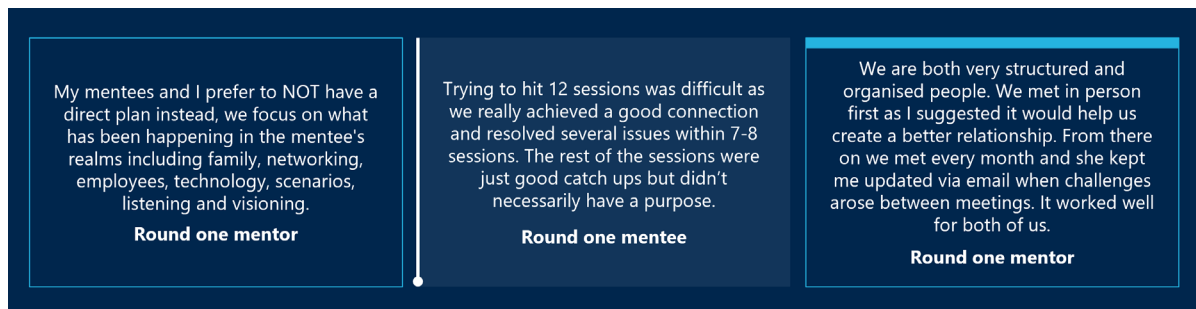 My mentees and I prefer to NOT have a
direct plan instead, we focus on what
has been happening in the mentee's
realms including family, networking,
employees, technology, scenarios,
listening and visioning.
Round one mentor
Trying to hit 12 sessions was difficult as
we really achieved a good connection
and resolved several issues within 7-8
sessions. The rest of the sessions were
just good catch ups but didn’t
necessarily have a purpose.
Round one mentee
We are both very structured and
organised people. We met in person
first as I suggested it would help us
create a better relationship. From there
on we met every month and she kept
me updated via email when challenges
arose between meetings. It worked well
for both of us.
Round one mentor